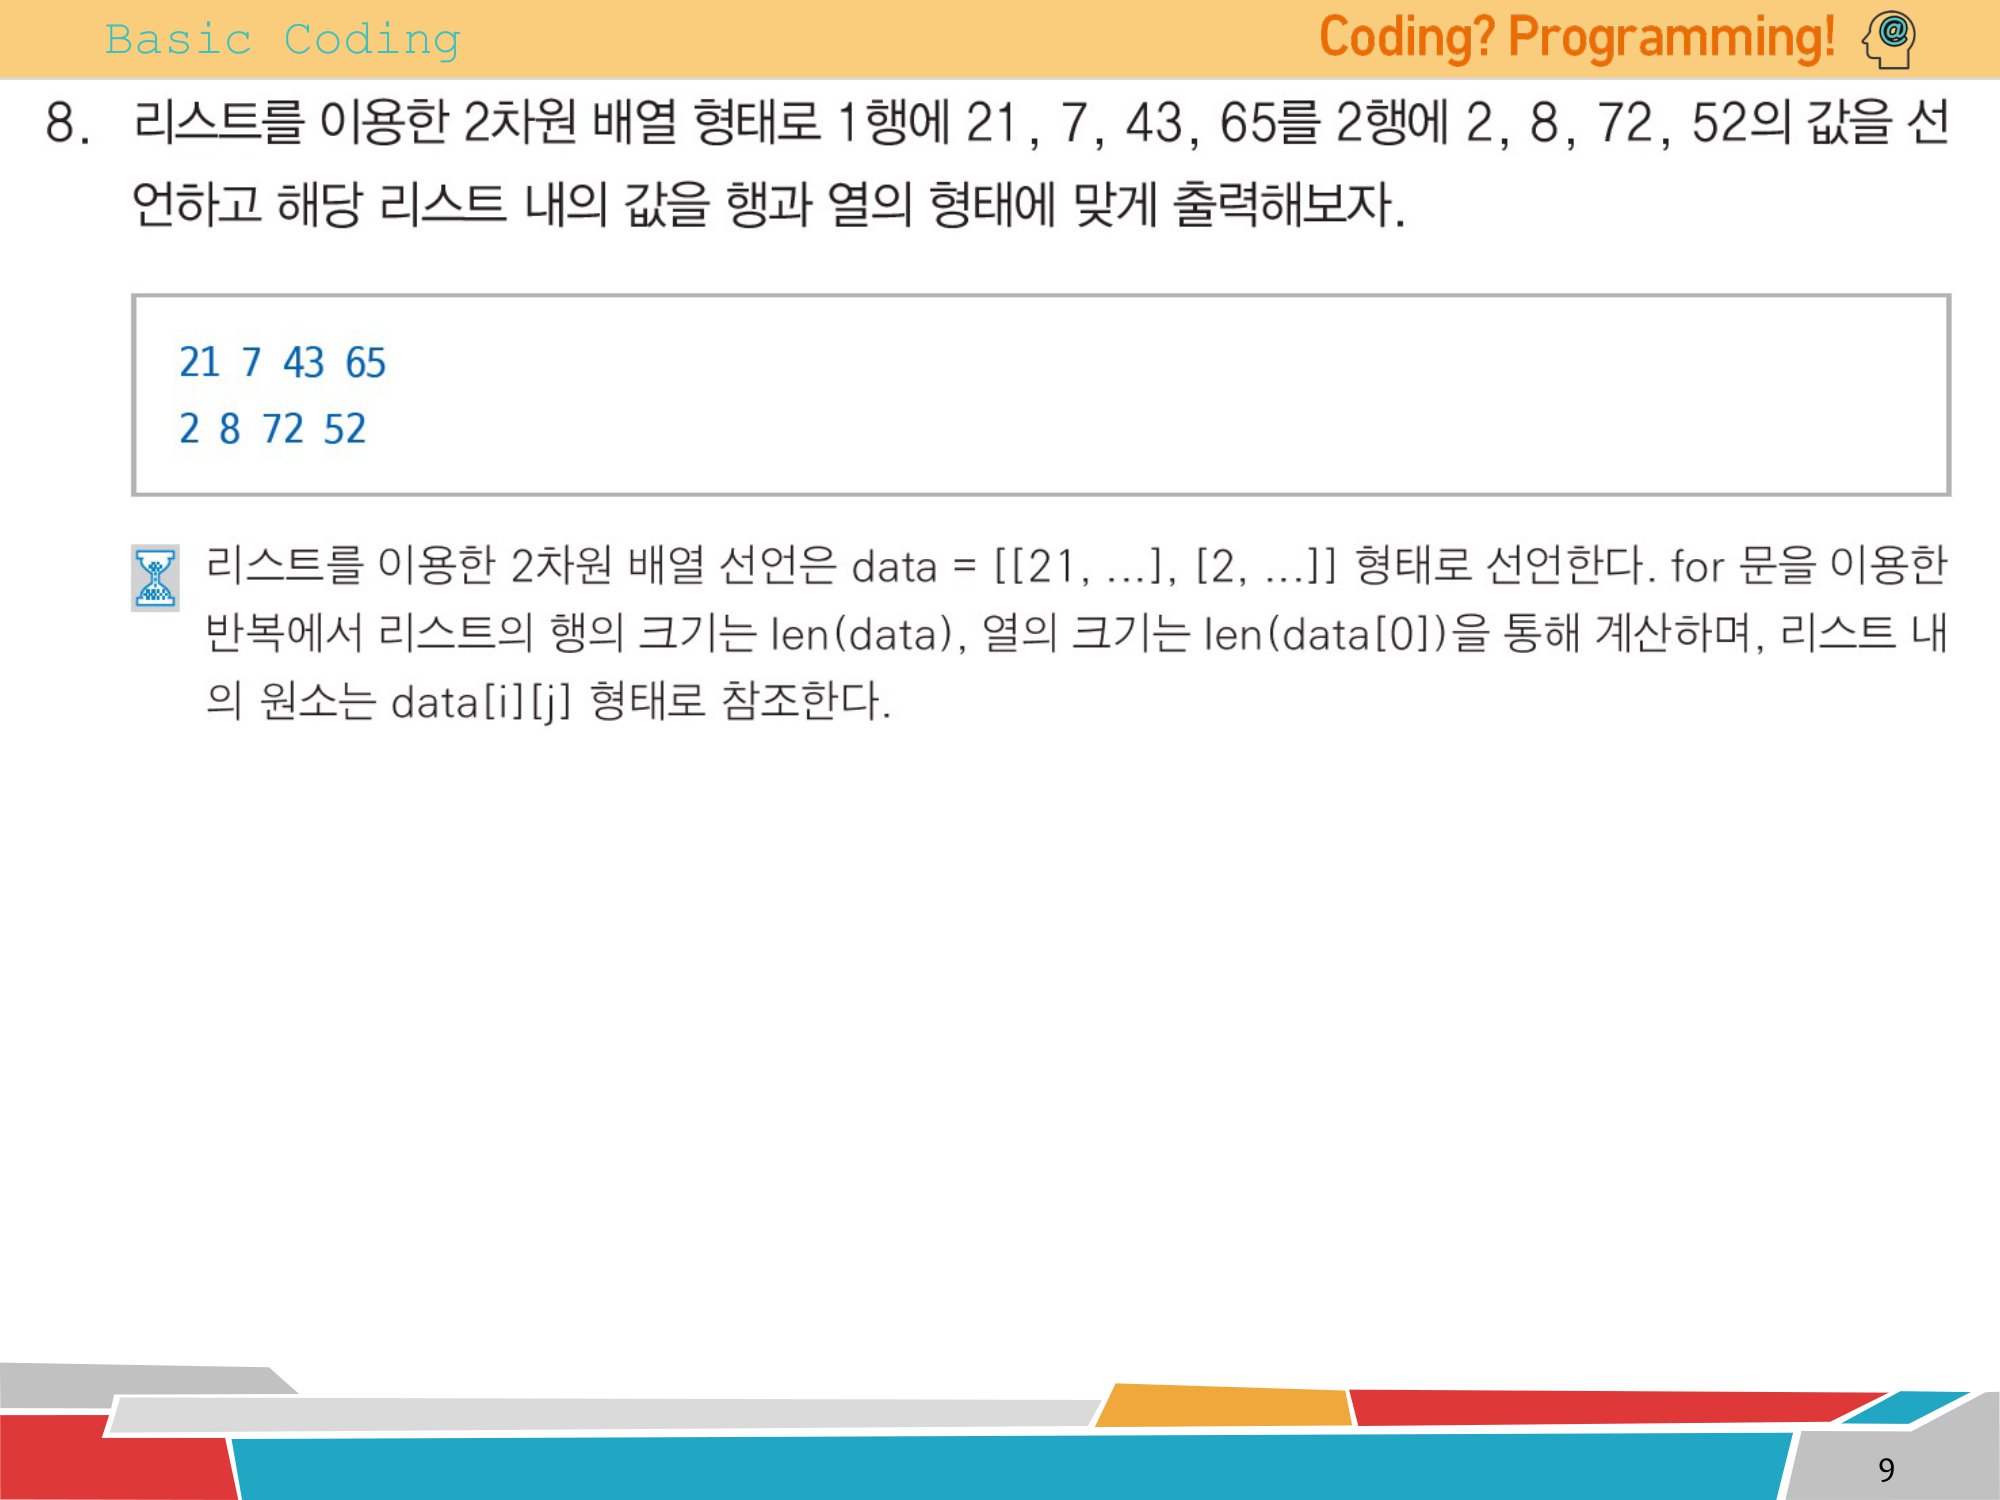 Basic Coding
Coding? Programming!
8. 리스트를 이용한 2차원 배열 형태로 1행에 21, 7, 43, 65를 2행에 2, 8, 72, 52의 값을 선
언하고 해당 리스트 내의 값을 행과 열의 형태에 맞게 출력해보자.
21 7 43 65
2 8 72 52
리스트를 이용한 2차원 배열 선언은 data = [[21, ...], [2, ...]] 형태로 선언한다. for 문을 이용한
반복에서 리스트의 행의 크기는 len(data), 열의 크기는 len(data[0])을 통해 계산하며, 리스트 내
의 원소는 data[i][j] 형태로 참조한다.
9